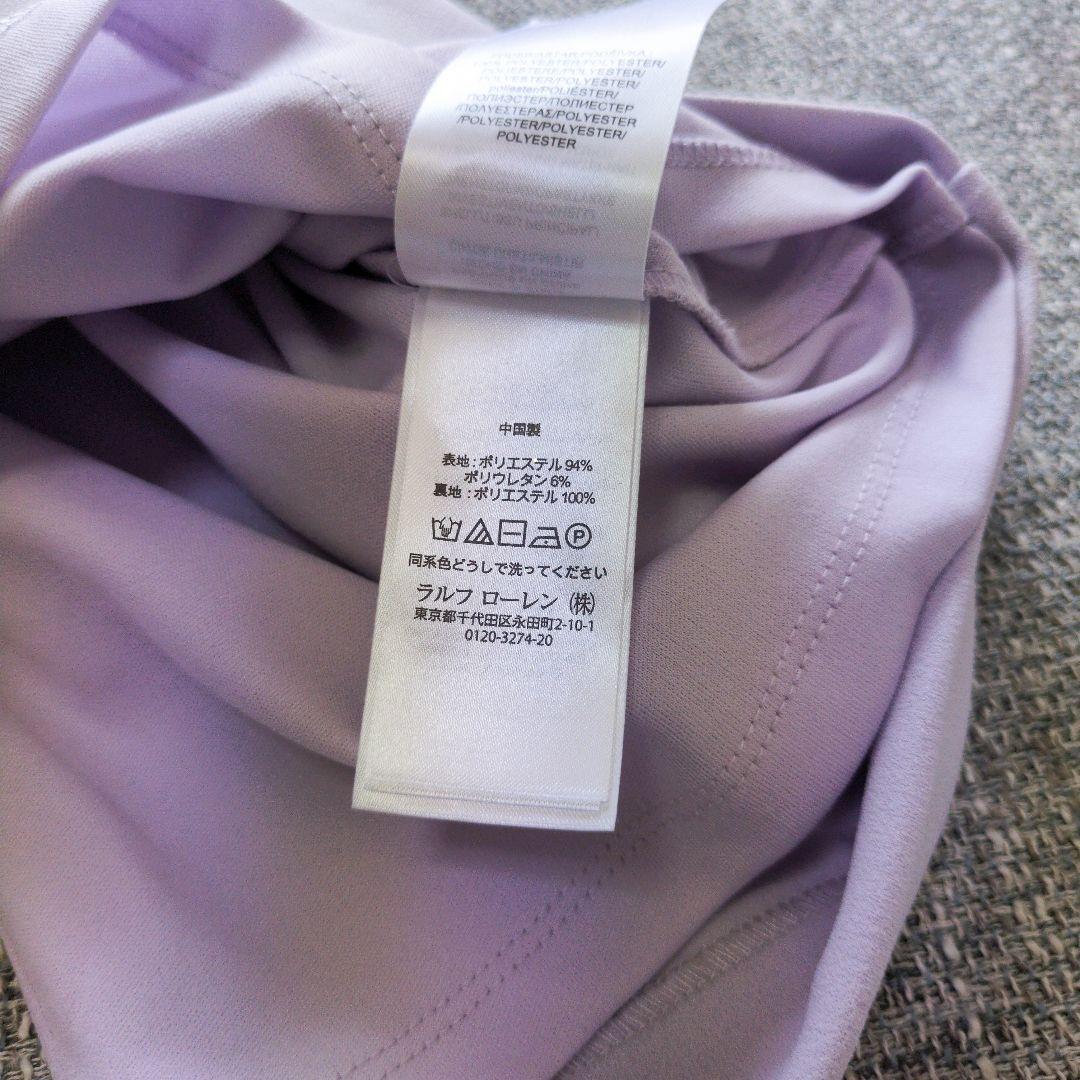 POLYESTER/POLYESTER/
poliester/POLIÉSTER/
ПОЛИЭСТЕР/ПОЛИЕСТЕР
/ΠΟΛΥΕΣΤΕΡΑΣ/POLYESTER
/POLYESTER/POLYESTER/
POLYESTER
中国製
表地:ポリエステル 94%
ポリウレタン 6%
裏地:ポリエステル 100%
P
同系色どうしで洗ってください
ラルフ ローレン (株)
東京都千代田区永田町2-10-1
0120-3274-20